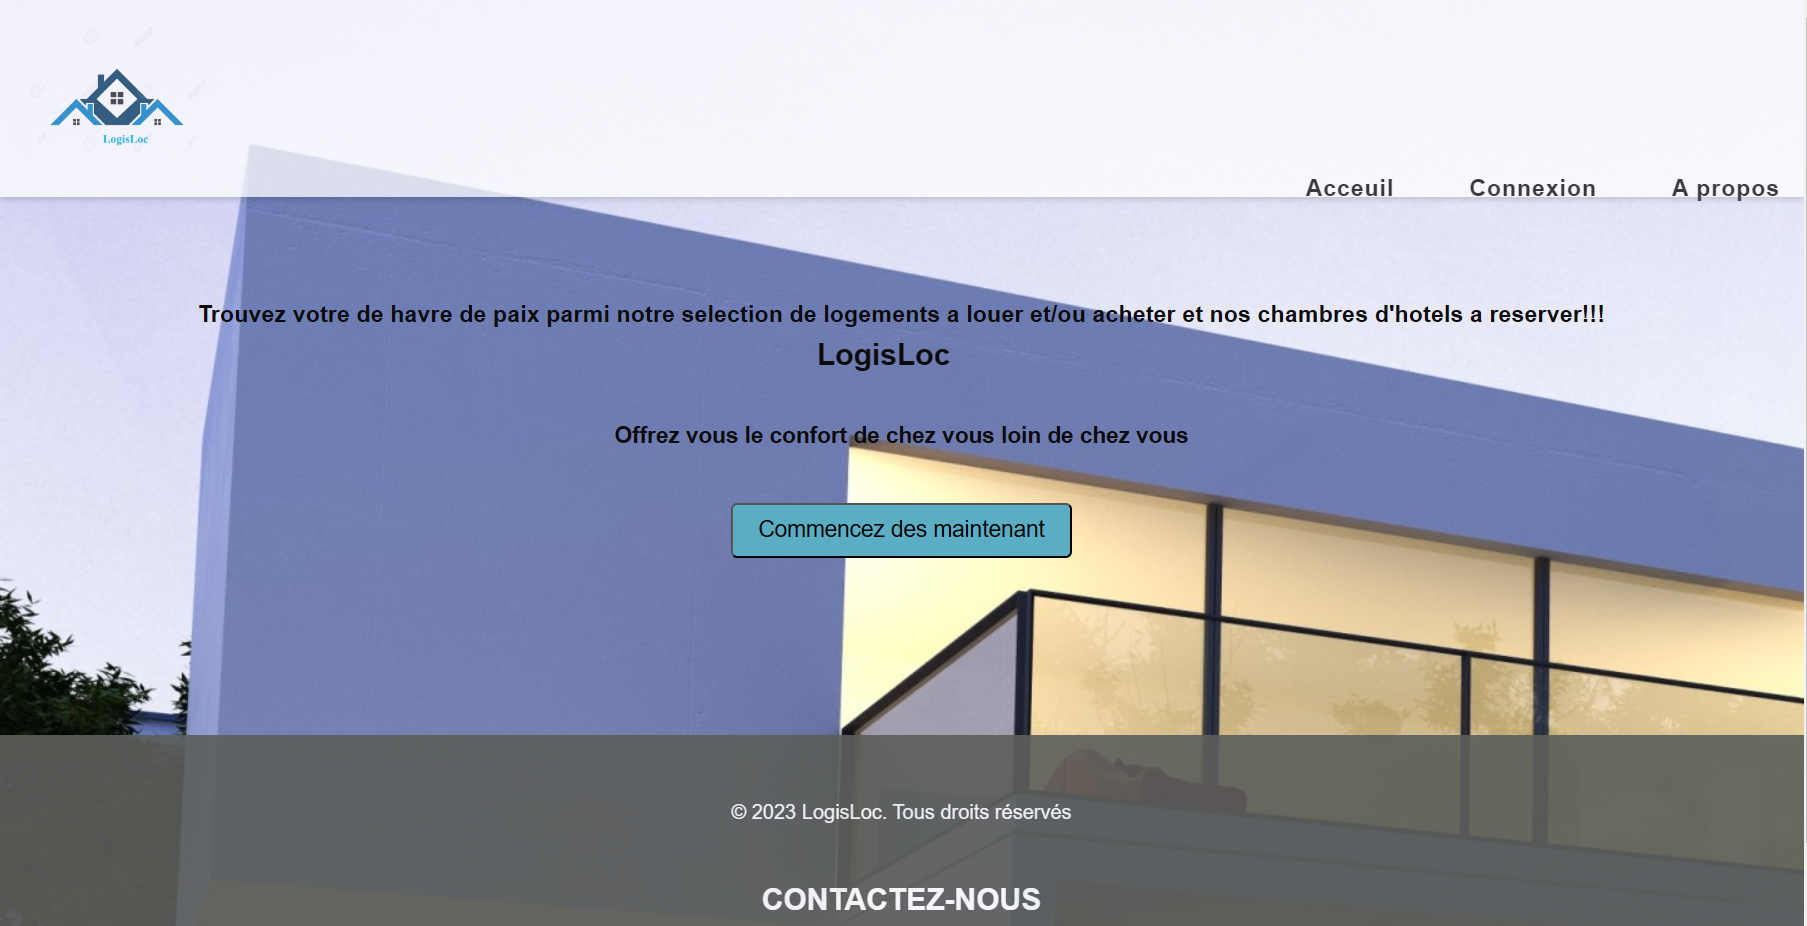 LogisLoc
Acceuil Connexion A propos
Trouvez votre de havre de paix parmi notre selection de logements a louer et/ou acheter et nos chambres d'hotels a reserver!!!
LogisLoc
Offrez vous le confort de chez vous loin de chez vous
Commencez des maintenant
© 2023 LogisLoc. Tous droits réservés
CONTACTEZ-NOUS